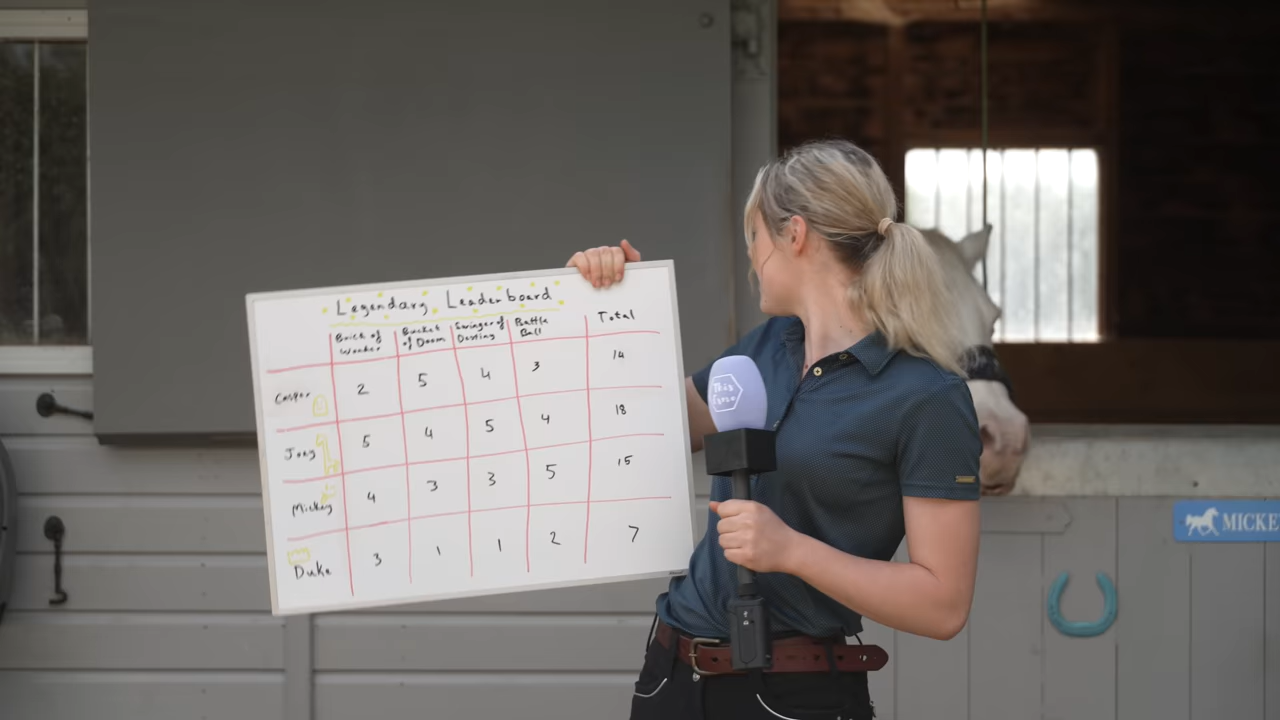 Legendary Leaderboard
Brick of Wonder
Bucket of Doom
Swinger of Destiny
Battle Ball
Total
Casper 2 5 4 3 14
Jony 5 4 5 4 18
Mickey 4 3 3 5 15
Duke 3 1 1 2 7
This Esme
MICKE